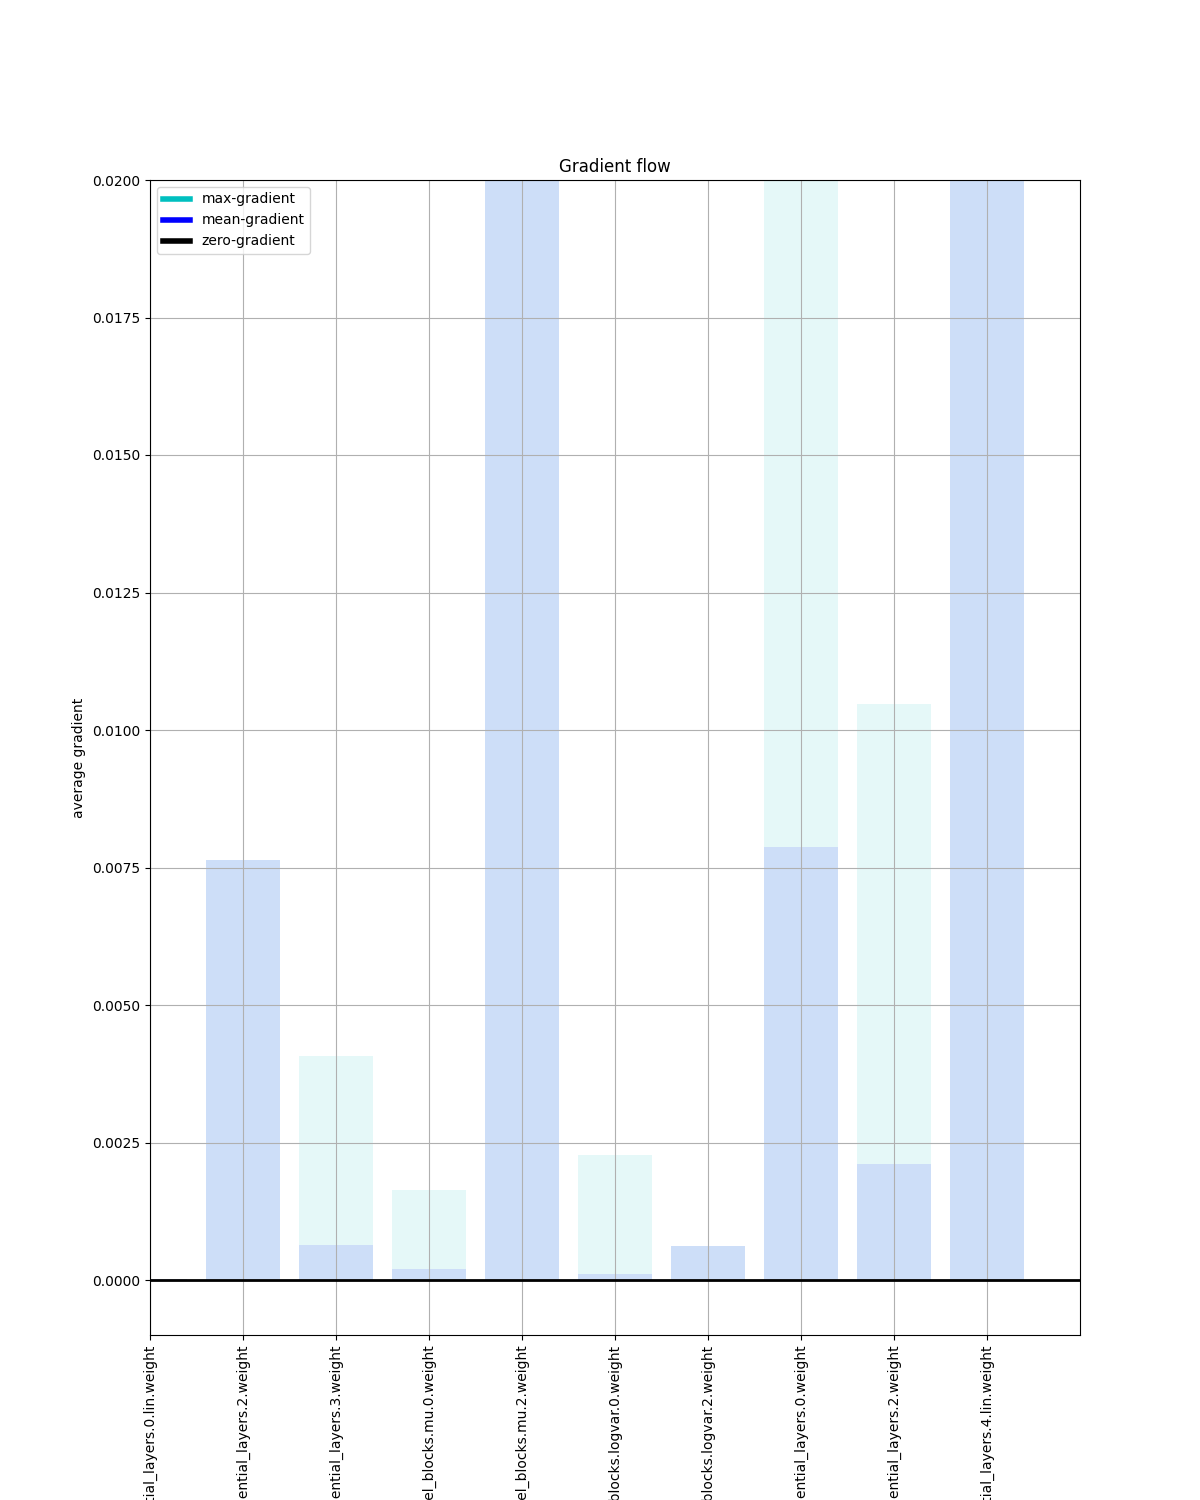 Gradient flow
max-gradient
mean-gradient
zero-gradient
average gradient
0.0200
0.0175
0.0150
0.0125
0.0100
0.0075
0.0050
0.0025
0.0000
tial_layers.0.lin.weight
ential_layers.2.weight
ential_layers.3.weight
el_blocks.mu.0.weight
el_blocks.mu.2.weight
blocks.logvar.0.weight
blocks.logvar.2.weight
ential_layers.0.weight
ential_layers.2.weight
tial_layers.4.lin.weight